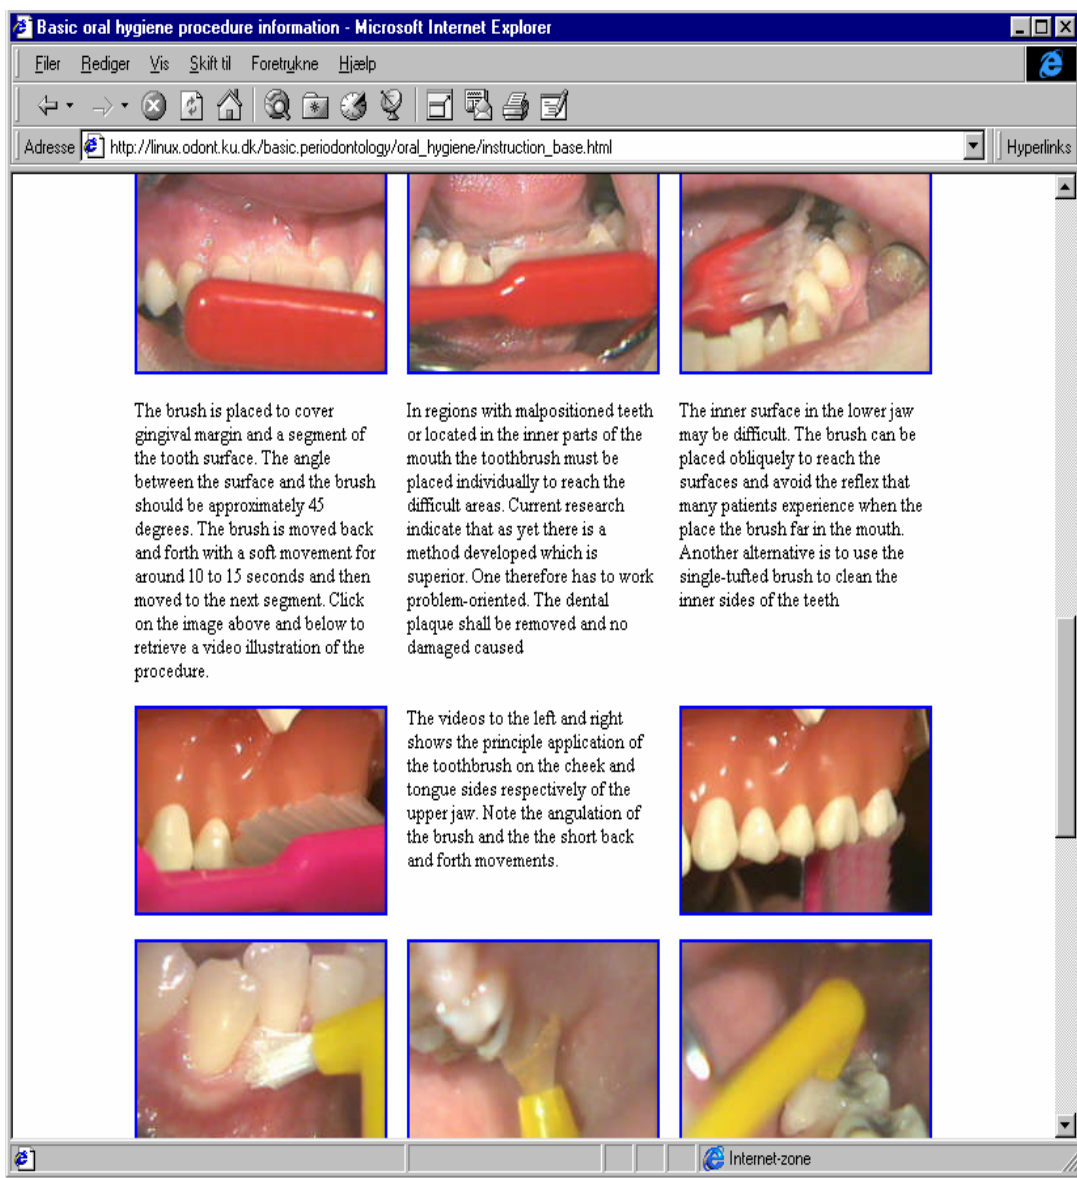 Basic oral hygiene procedure information - Microsoft Internet Explorer
Filer Rediger Vis Skift til Foretrukne Hjælp
Adresse http://linux.odont.ku.dk/basic.periodontology/oral_hygiene/instruction_base.html Hyperlinks
The brush is placed to cover
gingival margin and a segment of
the tooth surface. The angle
between the surface and the brush
should be approximately 45
degrees. The brush is moved back
and forth with a soft movement for
around 10 to 15 seconds and then
moved to the next segment. Click
on the image above and below to
retrieve a video illustration of the
procedure.
In regions with malpositioned teeth
or located in the inner parts of the
mouth the toothbrush must be
placed individually to reach the
difficult areas. Current research
indicate that as yet there is a
method developed which is
superior. One therefore has to work
problem-oriented. The dental
plaque shall be removed and no
damaged caused
The inner surface in the lower jaw
may be difficult. The brush can be
placed obliquely to reach the
surfaces and avoid the reflex that
many patients experience when the
place the brush far in the mouth.
Another alternative is to use the
single-tufted brush to clean the
inner sides of the teeth
The videos to the left and right
shows the principle application of
the toothbrush on the cheek and
tongue sides respectively of the
upper jaw. Note the angulation of
the brush and the the short back
and forth movements.
Internet-zone